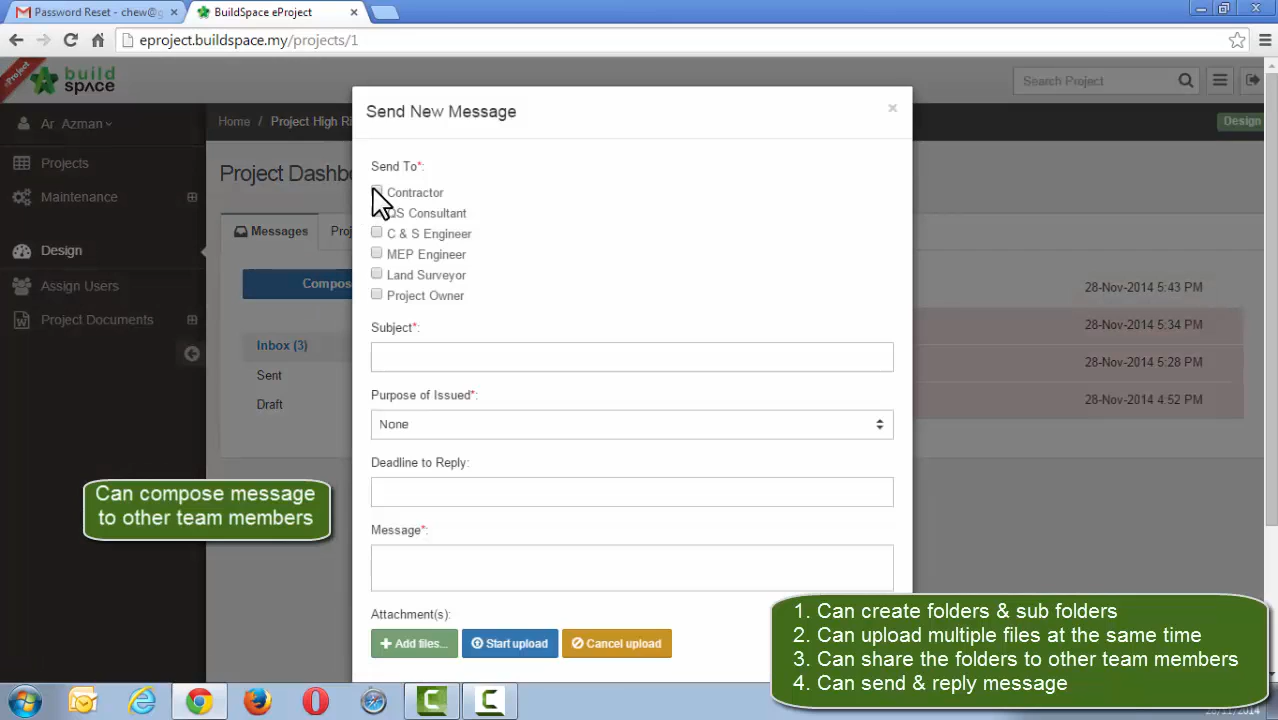 Password Reset - chew@g
BuildSpace eProject
eproject.buildspace.my/projects/1
eProject
build
space
Search Project
Ar Azman
Home / Project High Ri
Design
Projects
Maintenance
Design
Assign Users
Project Documents
Project Dashb
Messages
Compos
Inbox (3)
Sent
Draft
28-Nov-2014 5:43 PM
28-Nov-2014 5:34 PM
28-Nov-2014 5:28 PM
28-Nov-2014 4:52 PM
Send New Message
Send To*:
Contractor
QS Consultant
C & S Engineer
MEP Engineer
Land Surveyor
Project Owner
Subject*:
Purpose of Issued*:
None
Deadline to Reply:
Message*:
Attachment(s):
Add files...
Start upload
Cancel upload
Can compose message
to other team members
1. Can create folders & sub folders
2. Can upload multiple files at the same time
3. Can share the folders to other team members
4. Can send & reply message
28/11/2014